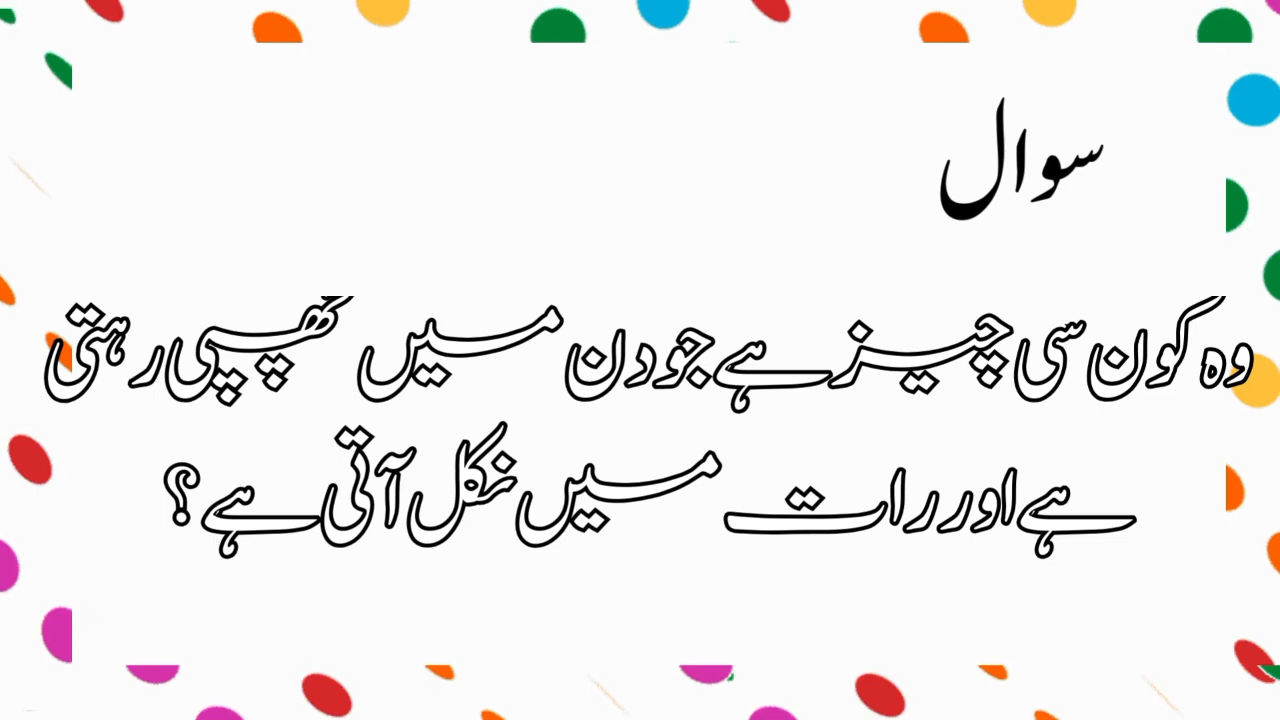 سوال
وہ کون سی چیز ہے جو دن میں چھپی رہتی
ہے اور رات میں نکل آتی ہے؟